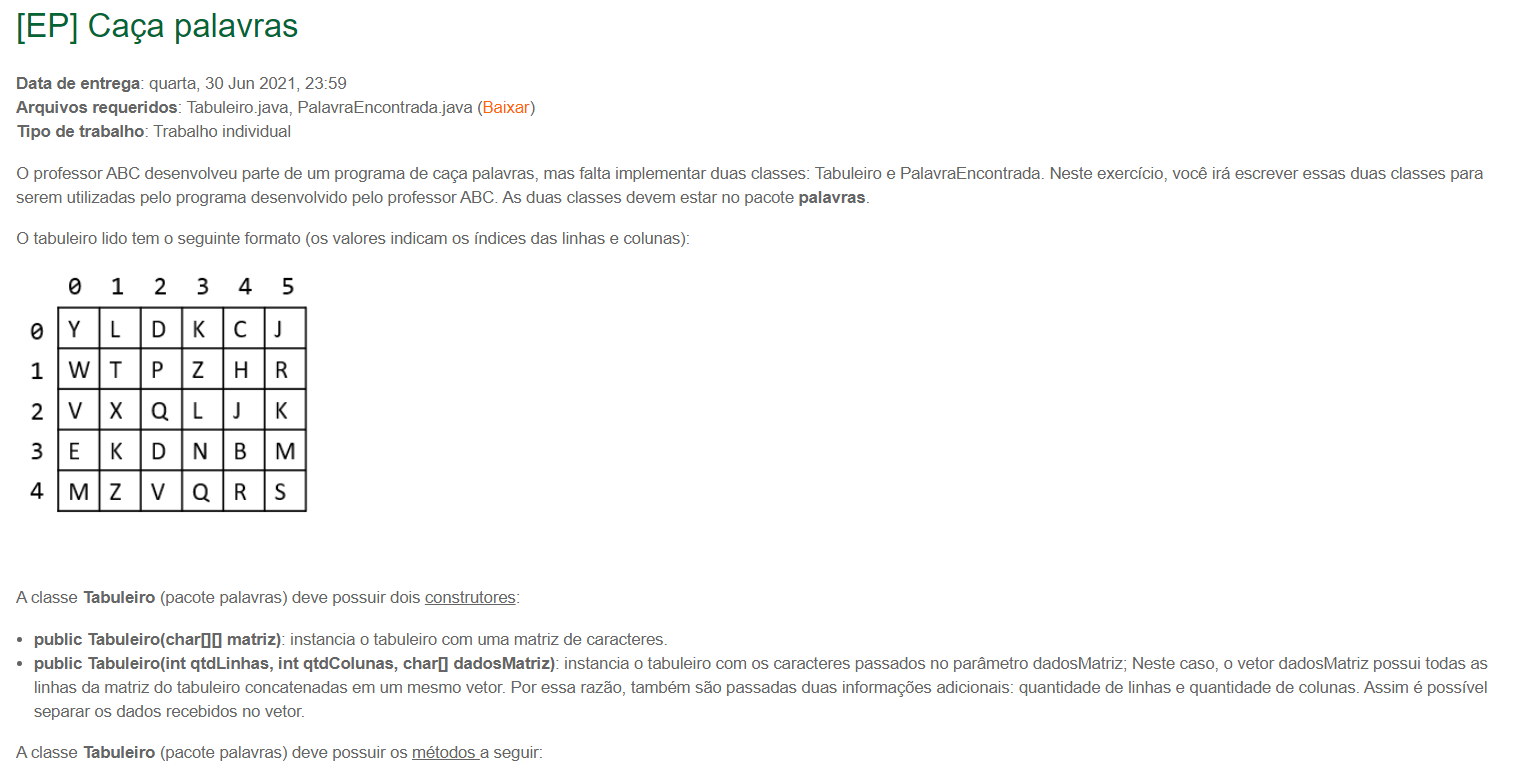 [EP] Caça palavras
Data de entrega: quarta, 30 Jun 2021, 23:59
Arquivos requeridos: Tabuleiro.java, PalavraEncontrada.java (Baixar)
Tipo de trabalho: Trabalho individual
O professor ABC desenvolveu parte de um programa de caça palavras, mas falta implementar duas classes: Tabuleiro e PalavraEncontrada. Neste exercício, você irá escrever essas duas classes para
serem utilizadas pelo programa desenvolvido pelo professor ABC. As duas classes devem estar no pacote palavras.
O tabuleiro lido tem o seguinte formato (os valores indicam os índices das linhas e colunas):
0 1 2 3 4 5
0 Y L D K C J
1 W T P Z H R
2 V X Q L J K
3 E K D N B M
4 M Z V Q R S
A classe Tabuleiro (pacote palavras) deve possuir dois construtores:
• public Tabuleiro(char[][] matriz): instancia o tabuleiro com uma matriz de caracteres.
• public Tabuleiro(int qtdLinhas, int qtdColunas, char[] dadosMatriz): instancia o tabuleiro com os caracteres passados no parâmetro dadosMatriz; Neste caso, o vetor dadosMatriz possui todas as
linhas da matriz do tabuleiro concatenadas em um mesmo vetor. Por essa razão, também são passadas duas informações adicionais: quantidade de linhas e quantidade de colunas. Assim é possível
separar os dados recebidos no vetor.
A classe Tabuleiro (pacote palavras) deve possuir os métodos a seguir: